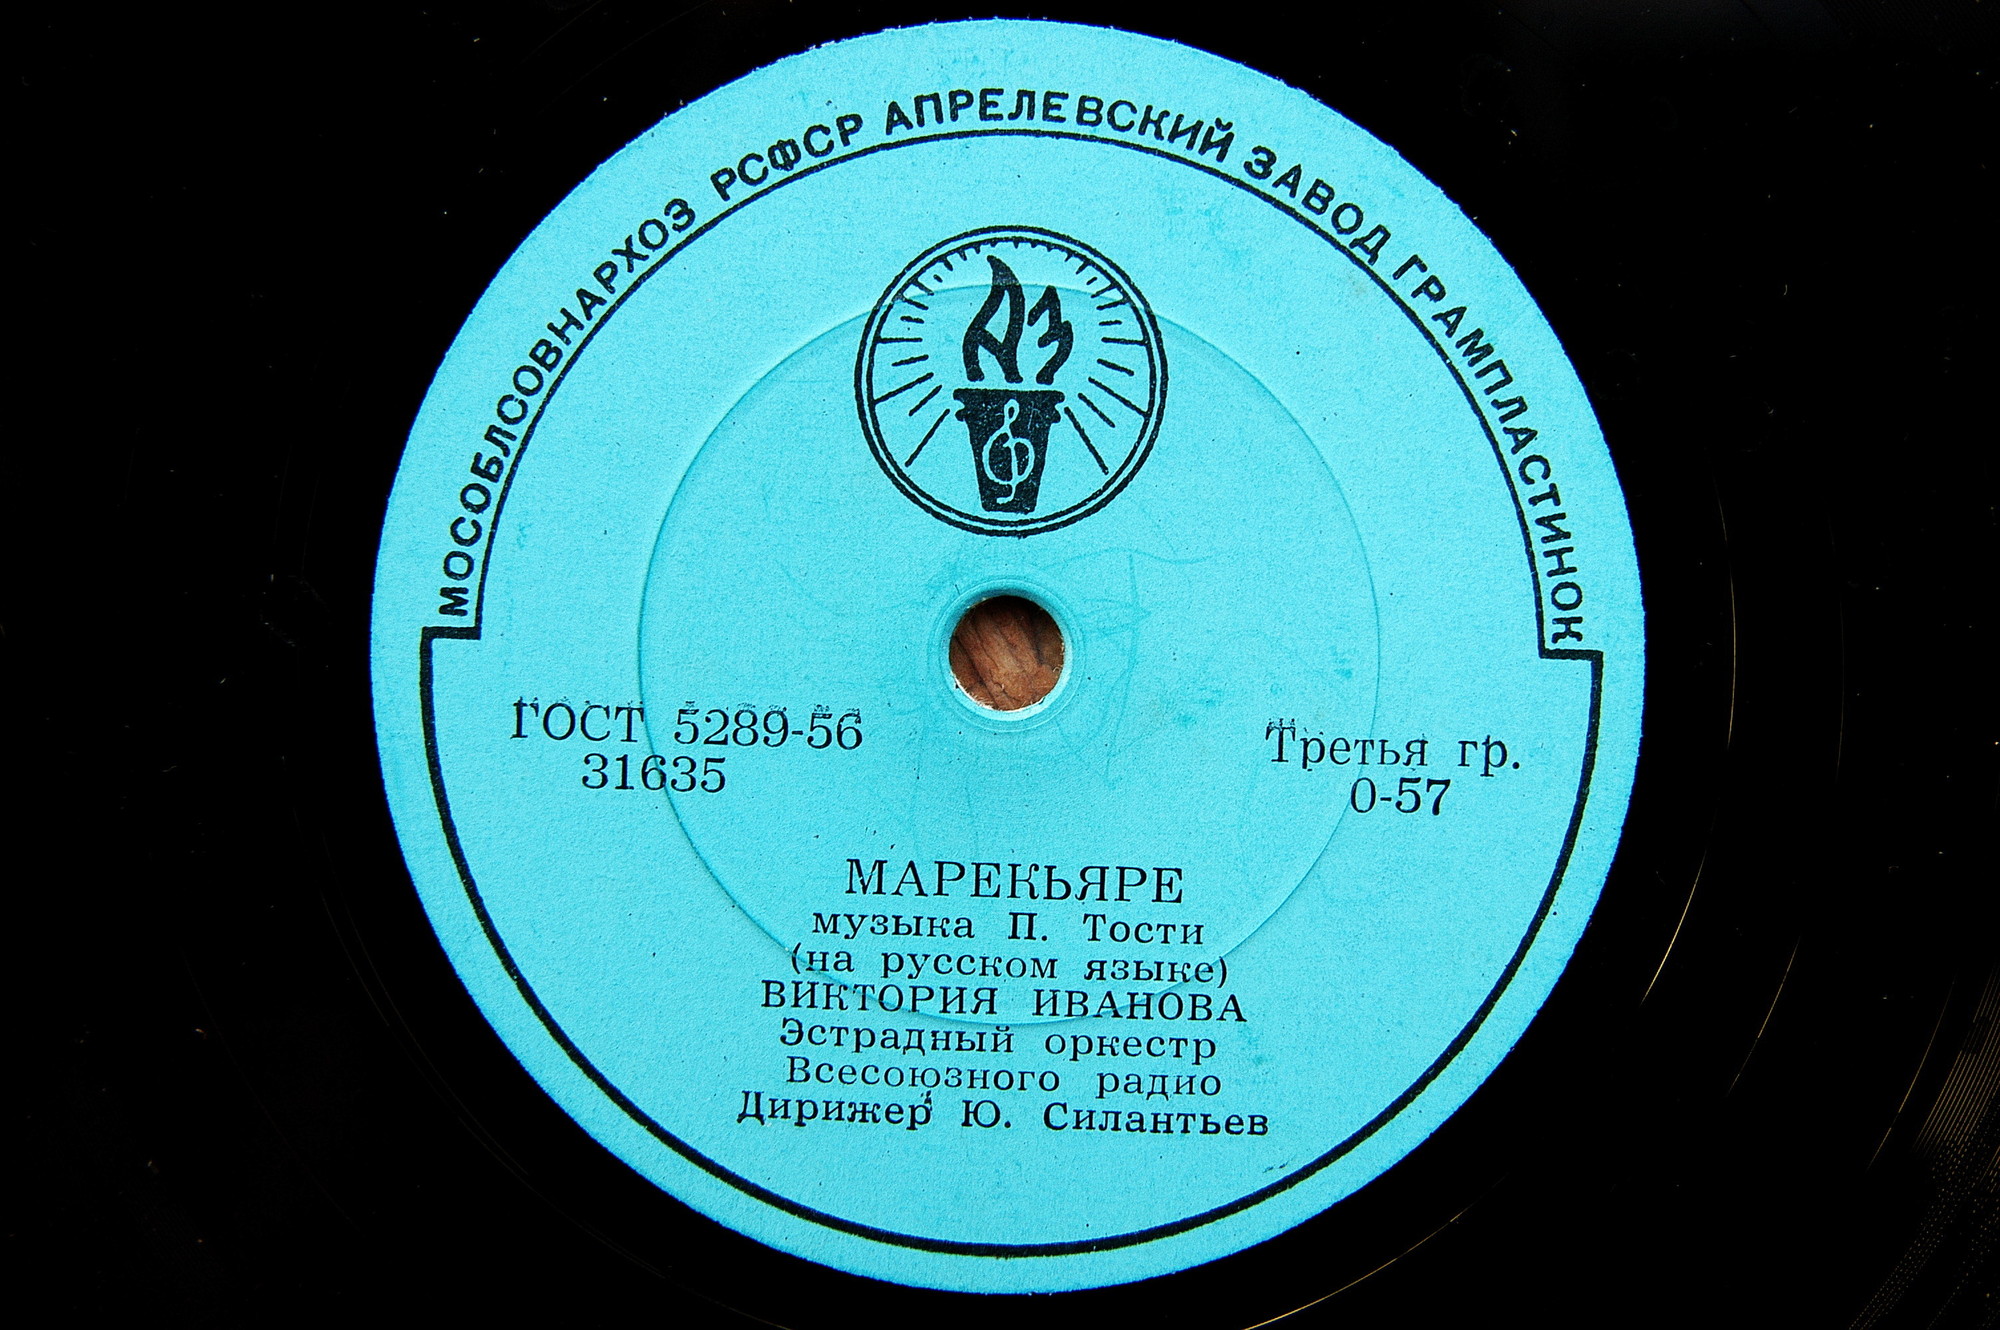 МОСОБЛСОВНАРХОЗ РСФСР АПРЕЛЕВСКИЙ ЗАВОД ГРАМПЛАСТИНОК
АЗ
ГОСТ 5289-56
31635
Третья гр.
0-57
МАРЕКЬЯРЕ
музыка П. Тости
(на русском языке)
ВИКТОРИЯ ИВАНОВА
Эстрадный оркестр
Всесоюзного радио
Дирижер Ю. Силантьев